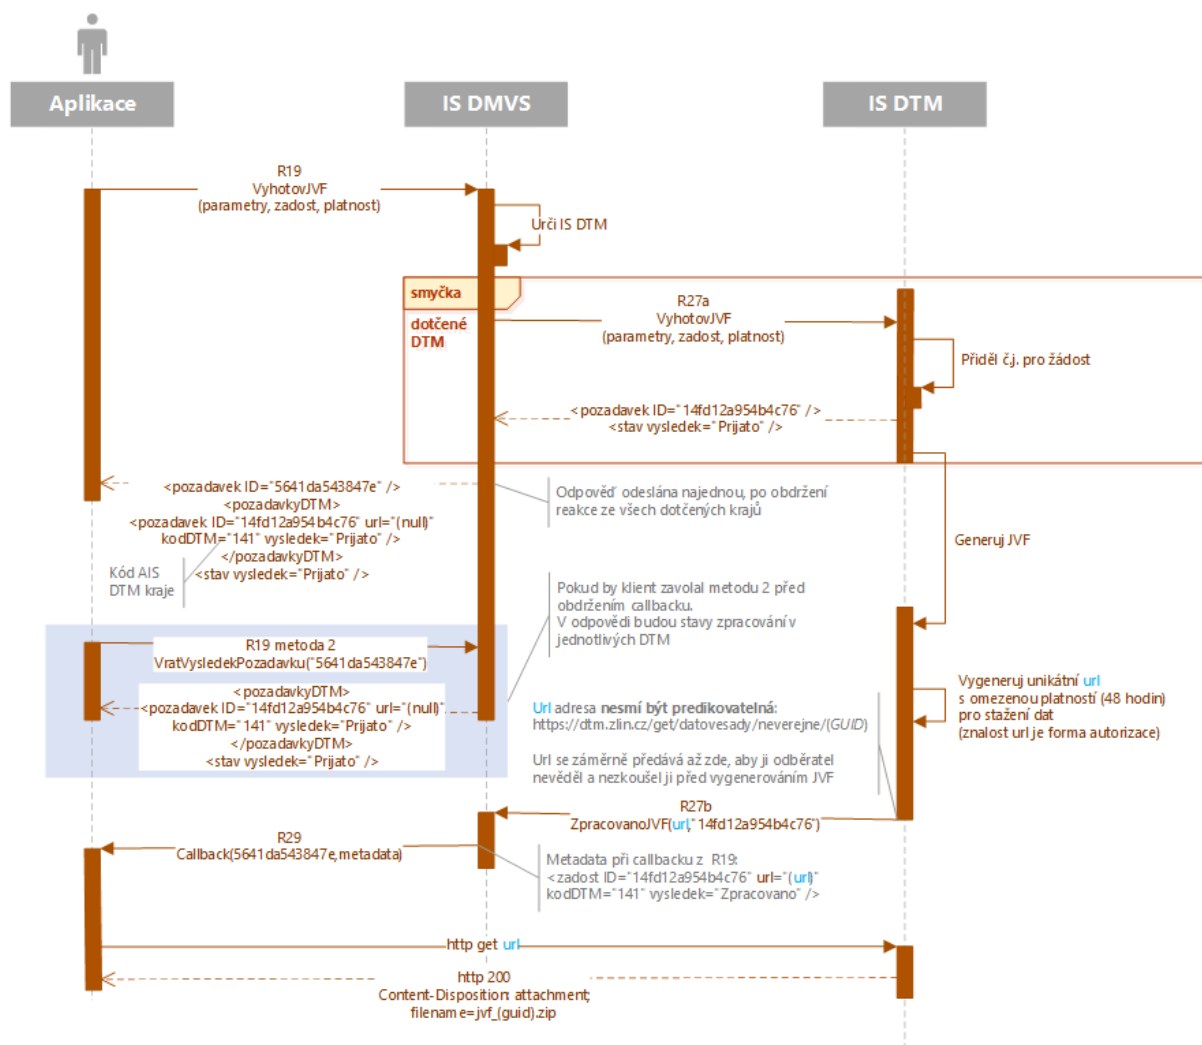 Aplikace
IS DMVS
IS DTM
R19
VyhotovJVF
(parametry, zadost, platnost)
Urči IS DTM
smyčka
dotčené
DTM
R27a
VyhotovJVF
(parametry, zadost, platnost)
Přiděl č.j. pro žádost
<pozadavek ID="14fd12a954b4c76" />
<stav vysledek="Prijato" />
<pozadavek ID="5641da543847e" />
<pozadavkyDTM>
<pozadavek ID="14fd12a954b4c76" url="(null)"
kodDTM="141" vysledek="Prijato" />
</pozadavkyDTM>
<stav vysledek="Prijato" />
Odpověď odeslána najednou, po obdržení
reakce ze všech dotčených krajů
Generuj JVF
Kód AIS
DTM kraje
Pokud by klient zavolal metodu 2 před
obdržením callbacku.
V odpovědi budou stavy zpracování v
jednotlivých DTM
R19 metoda 2
VratVysledekPozadavku("5641da543847e")
<pozadavkyDTM>
<pozadavek ID="14fd12a954b4c76" url="(null)"
kodDTM="141" vysledek="Prijato" />
</pozadavkyDTM>
<stav vysledek="Prijato" />
Vygeneruj unikátní url
s omezenou platností (48 hodin)
pro stažení dat
(znalost url je forma autorizace)
Url adresa nesmí být predikovatelná:
https://dtm.zlin.cz/get/datovesady/neverejne/(GUID)
Url se záměrně předává až zde, aby ji odběratel
nevěděl a nezkoušel ji před vygenerováním JVF
R27b
ZpracovanoJVF(url,"14fd12a954b4c76")
R29
Callback(5641da543847e,metadata)
Metadata při callbacku z R19:
<zadost ID="14fd12a954b4c76" url="(url)"
kodDTM="141" vysledek="Zpracovano" />
http get url
http 200
Content-Disposition: attachment;
filename=jvf_(guid).zip